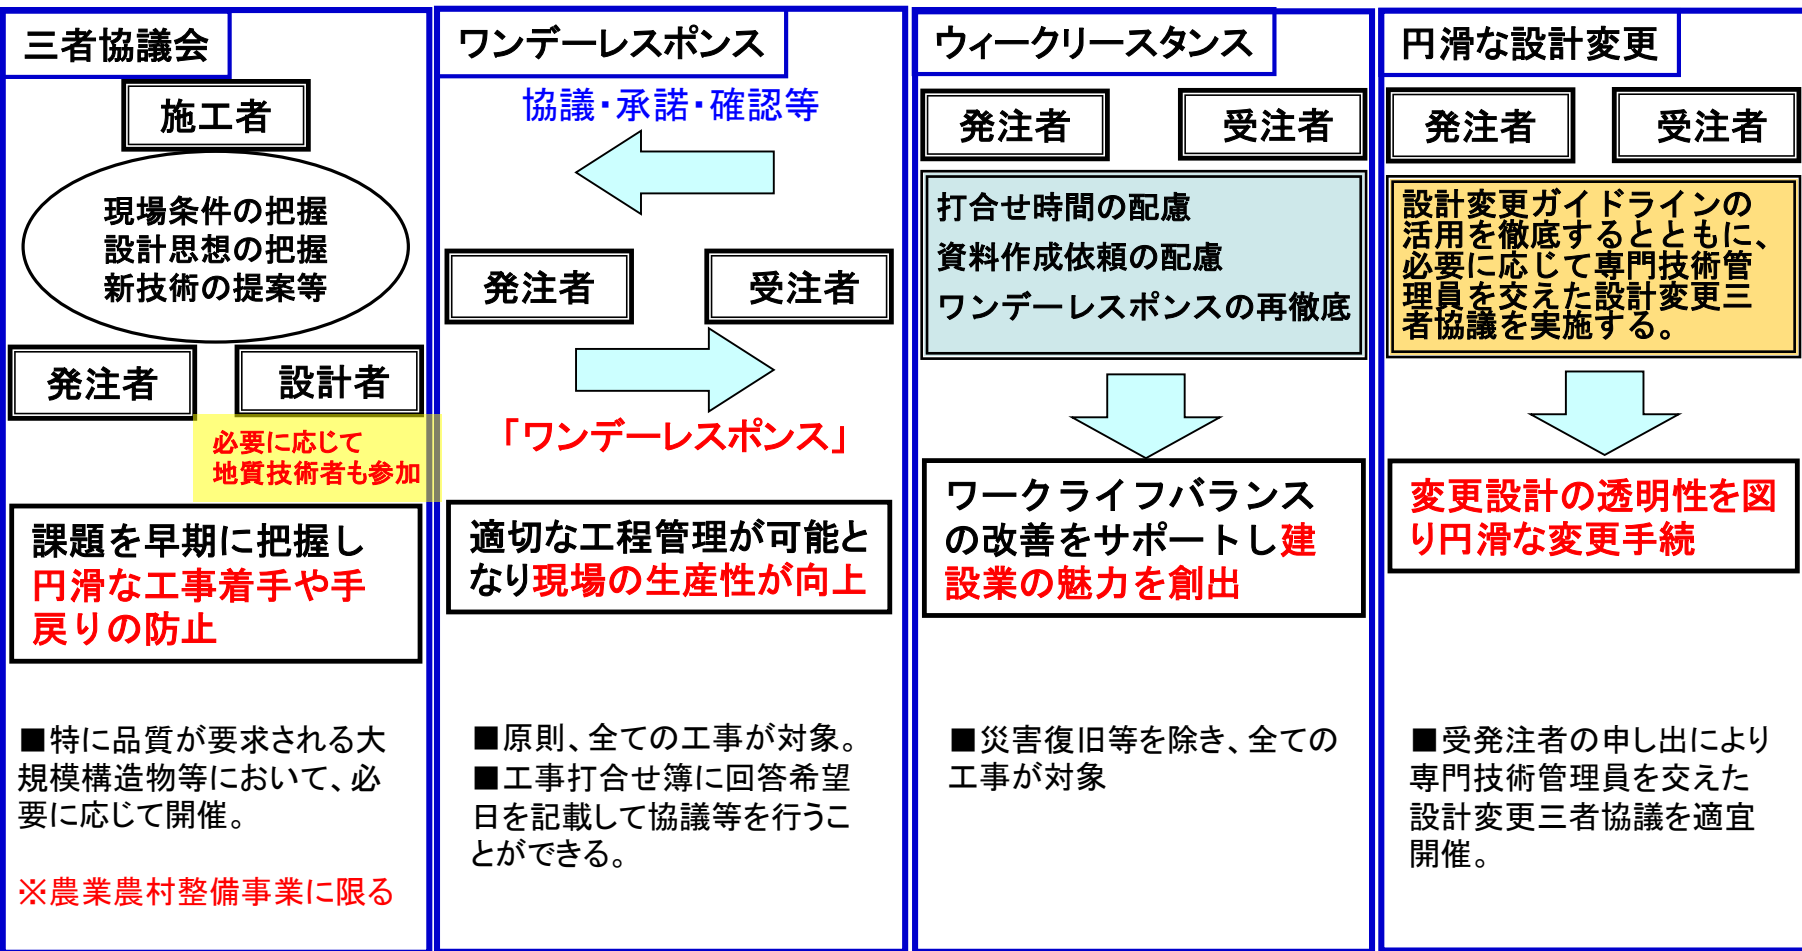 三者協議会
施工者
現場条件の把握
設計思想の把握
新技術の提案等
発注者
設計者
必要に応じて
地質技術者も参加
課題を早期に把握し
円滑な工事着手や手
戻りの防止
■特に品質が要求される大
規模構造物等において、必
要に応じて開催。
※農業農村整備事業に限る
ワンデーレスポンス
協議・承諾・確認等
発注者
受注者
「ワンデーレスポンス」
適切な工程管理が可能と
なり現場の生産性が向上
■原則、全ての工事が対象。
■工事打合せ簿に回答希望
日を記載して協議等を行うこ
とができる。
ウィークリースタンス
発注者
受注者
打合せ時間の配慮
資料作成依頼の配慮
ワンデーレスポンスの再徹底
ワークライフバランス
の改善をサポートし建
設業の魅力を創出
■災害復旧等を除き、全ての
工事が対象
円滑な設計変更
発注者
受注者
設計変更ガイドラインの
活用を徹底するとともに、
必要に応じて専門技術管
理員を交えた設計変更三
者協議を実施する。
変更設計の透明性を図
り円滑な変更手続
■受発注者の申し出により
専門技術管理員を交えた
設計変更三者協議を適宜
開催。